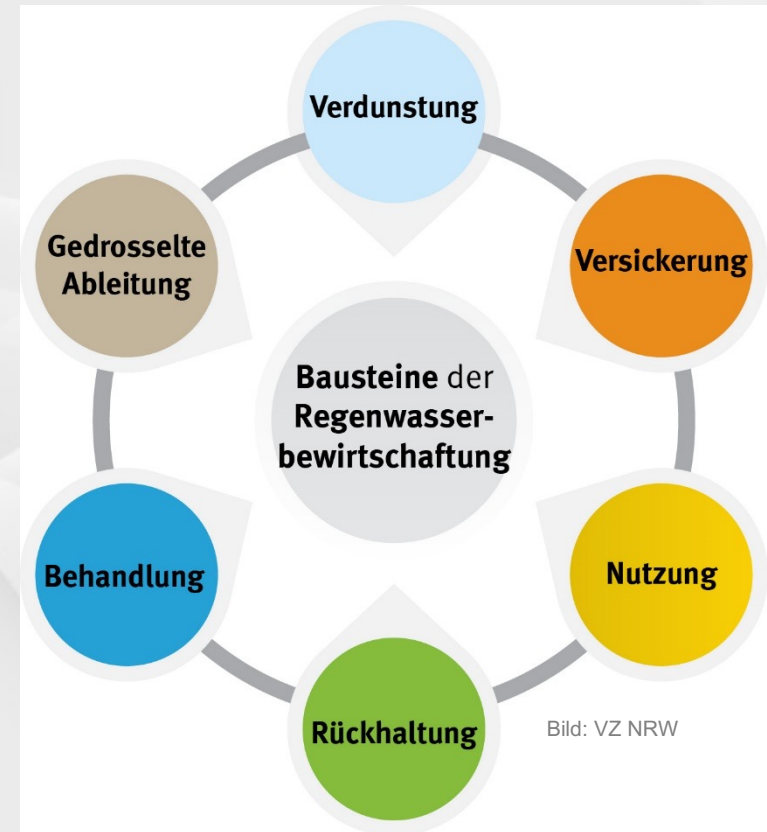 Verdunstung
Versickerung
Nutzung
Rückhaltung
Behandlung
Gedrosselte
Ableitung
Bausteine der
Regenwasser-
bewirtschaftung
Bild: VZ NRW